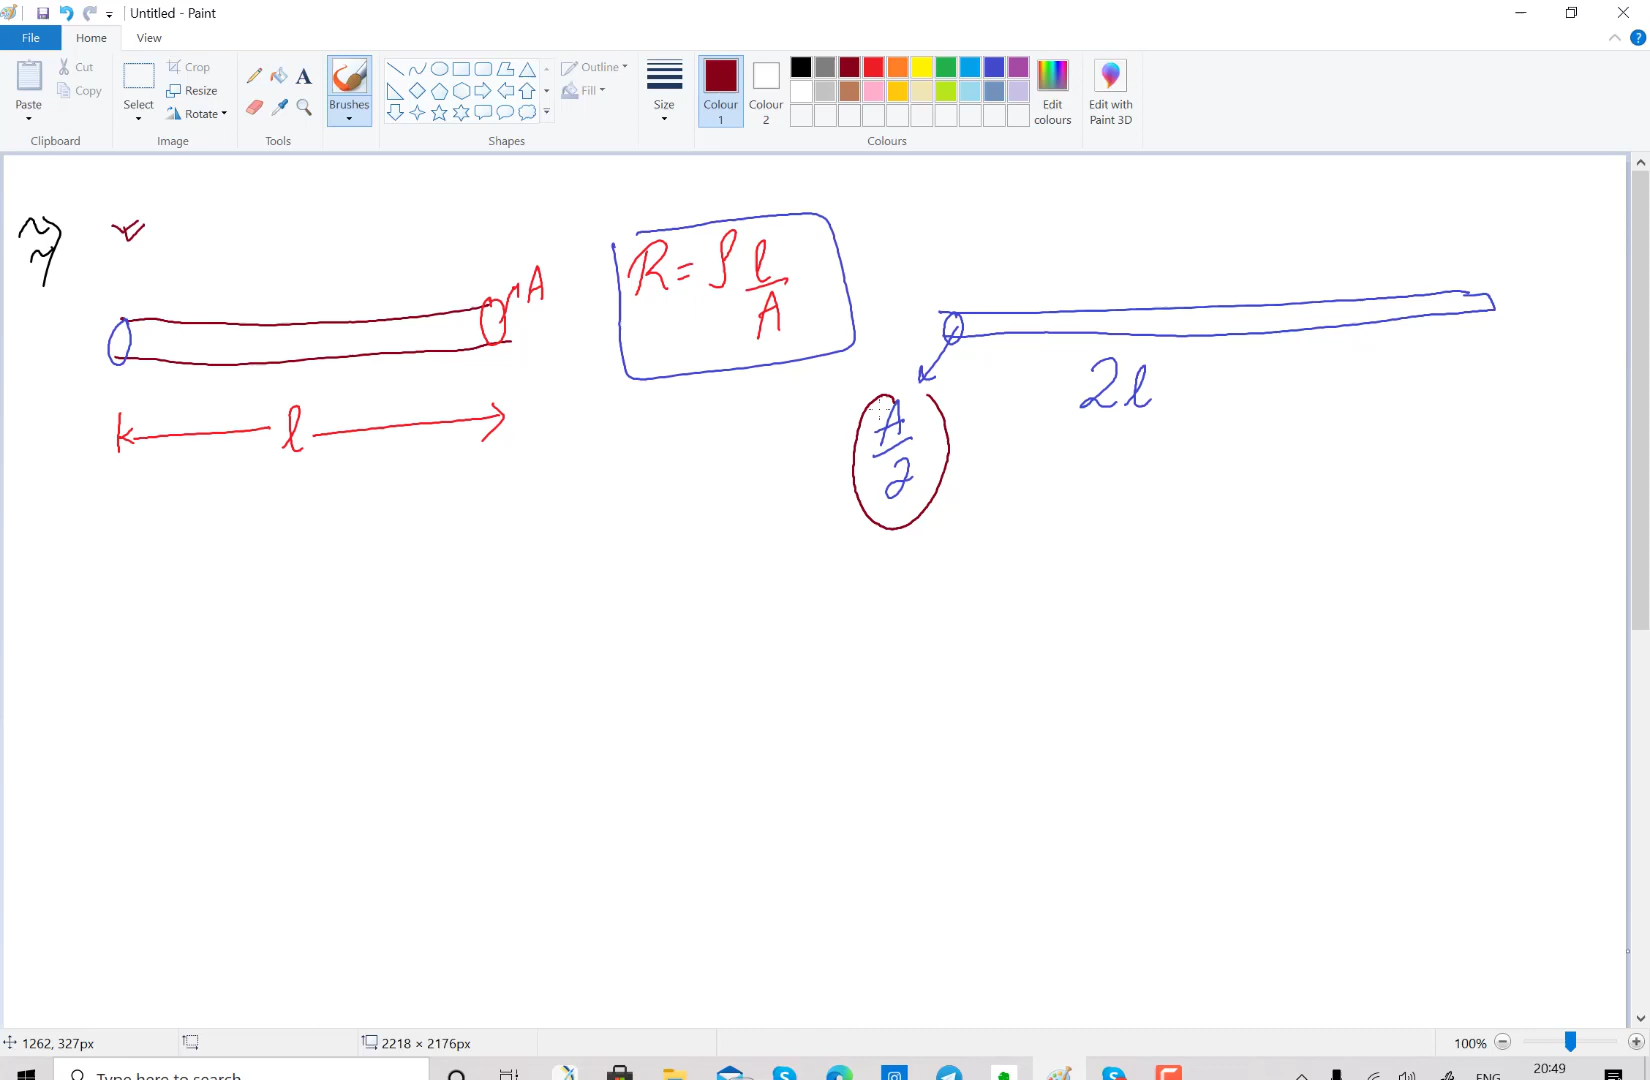 Untitled - Paint
File Home View
Paste
Cut
Copy
Clipboard
Select
Crop
Resize
Rotate
Image
A
Tools
Brushes
Outline
Fill
Shapes
Size
Colour 1
Colour 2
Edit colours
Colours
Edit with Paint 3D
A
R = ρ l/A
l
A/2
2l
1262, 327px
2218 × 2176px
100%
Type here to search
ENG
20:49